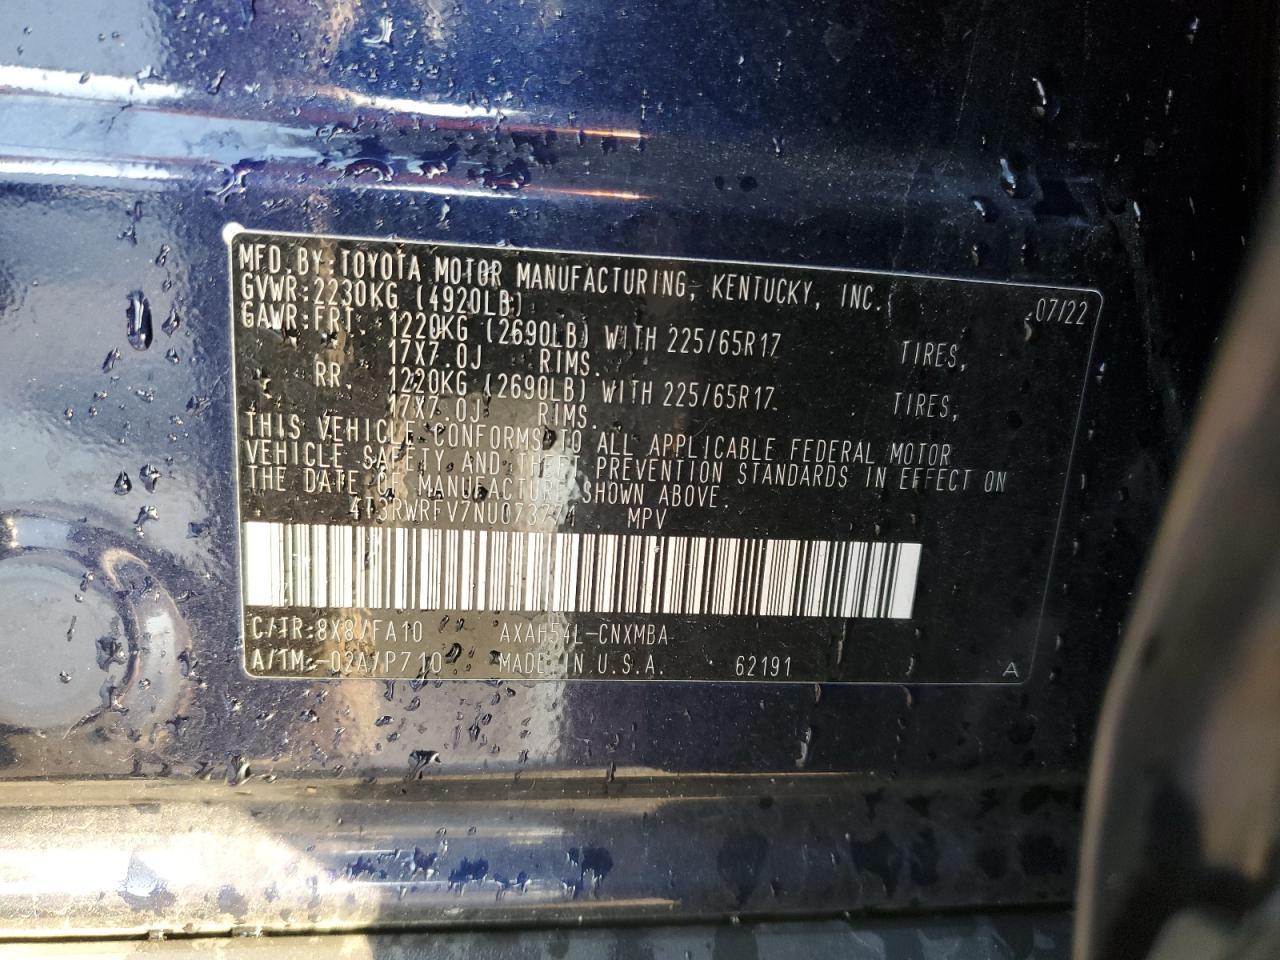 MFD.BY:TOYOTA MOTOR MANUFACTURING, KENTUCKY, INC. 07/22
GVWR:2230KG (4920LB)
GAWR:FRT. 1220KG (2690LB) WITH 225/65R17 TIRES,
17X7.0J RIMS.
RR. 1220KG (2690LB) WITH 225/65R17 TIRES,
17X7.0J RIMS.
THIS VEHICLE CONFORMS TO ALL APPLICABLE FEDERAL MOTOR
VEHICLE SAFETY AND THEFT PREVENTION STANDARDS IN EFFECT ON
THE DATE OF MANUFACTURE SHOWN ABOVE.
MPV
C/TR:8X8/FA10 AXAH54L-CNXMBA
A/TM:-02A/P710 MADE IN U.S.A. 62191 A